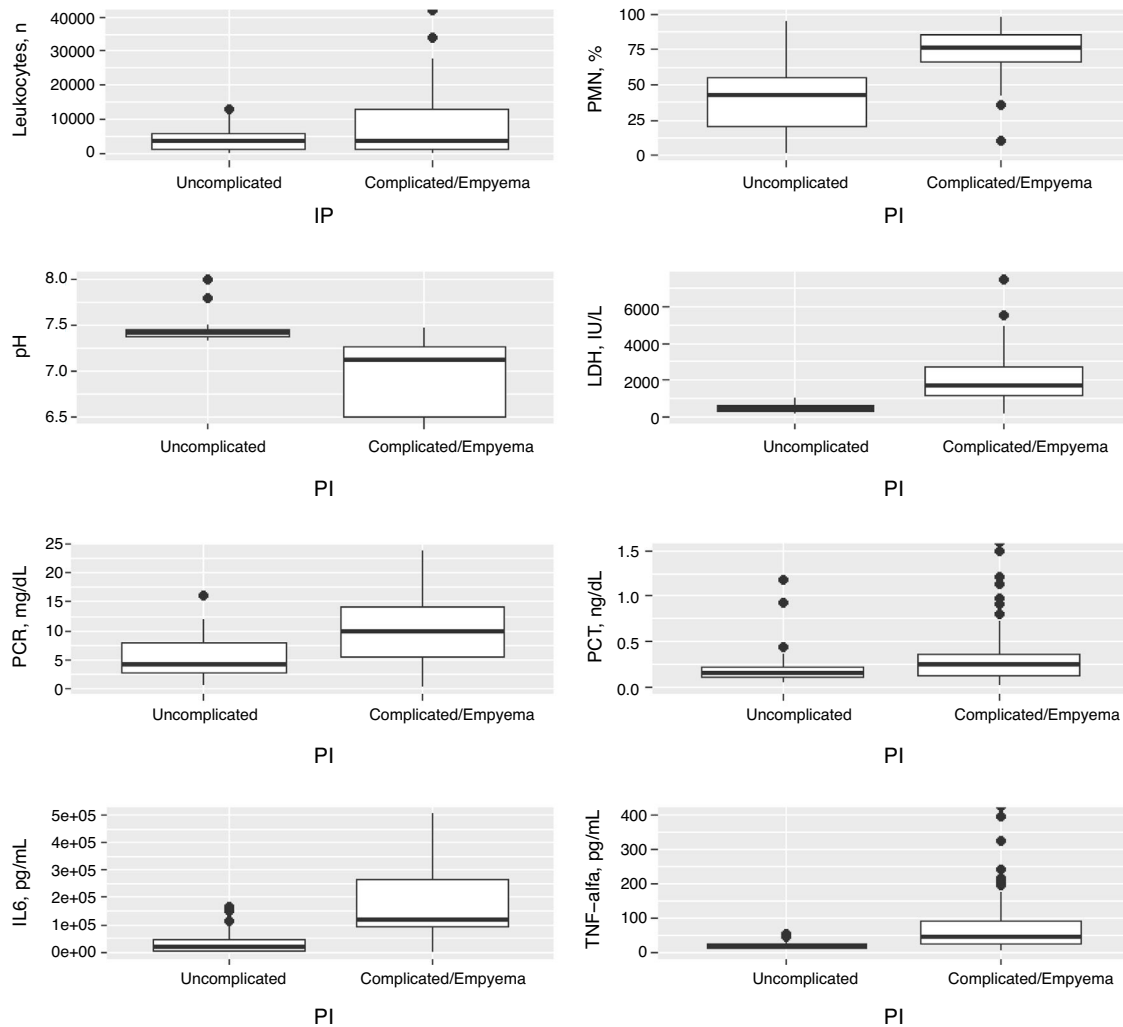 Leukocytes, n
40000
30000
20000
10000
0
Uncomplicated Complicated/Empyema
IP
PMN, %
100
75
50
25
0
Uncomplicated Complicated/Empyema
PI
pH
8.0
7.5
7.0
6.5
Uncomplicated Complicated/Empyema
PI
LDH, IU/L
6000
4000
2000
0
Uncomplicated Complicated/Empyema
PI
PCR, mg/dL
25
20
15
10
5
0
Uncomplicated Complicated/Empyema
PI
PCT, ng/dL
1.5
1.0
0.5
0.0
Uncomplicated Complicated/Empyema
PI
IL6, pg/mL
5e+05
4e+05
3e+05
2e+05
1e+05
0e+00
Uncomplicated Complicated/Empyema
PI
TNF−alfa, pg/mL
400
300
200
100
0
Uncomplicated Complicated/Empyema
PI